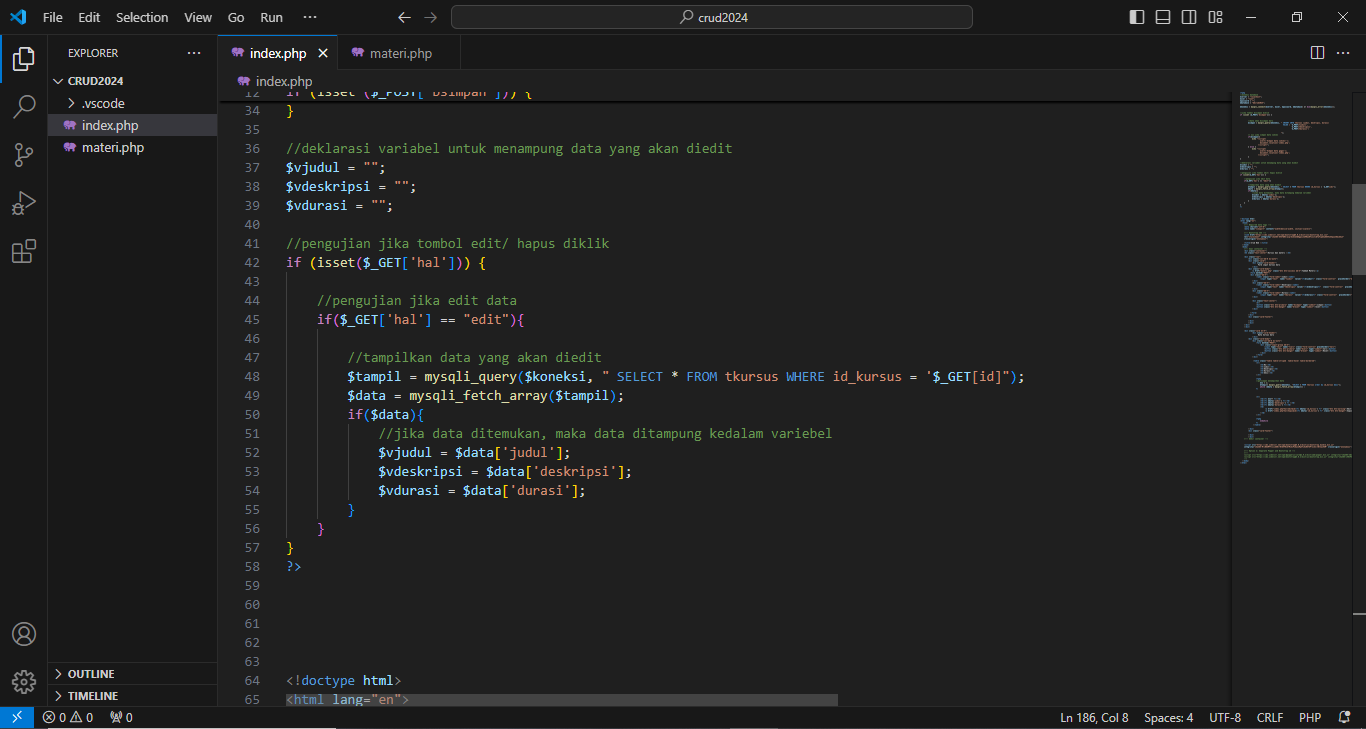 File Edit Selection View Go Run ··· crud2024
EXPLORER ···
CRUD2024
.vscode
index.php
materi.php
OUTLINE
TIMELINE
index.php materi.php ···
index.php
12 if (isset ($_POST['bsimpan'])) {
34 }
35
36 //deklarasi variabel untuk menampung data yang akan diedit
37 $vjudul = "";
38 $vdeskripsi = "";
39 $vdurasi = "";
40
41 //pengujian jika tombol edit/ hapus diklik
42 if (isset($_GET['hal'])) {
43
44 //pengujian jika edit data
45 if($_GET['hal'] == "edit"){
46
47 //tampilkan data yang akan diedit
48 $tampil = mysqli_query($koneksi, " SELECT * FROM tkursus WHERE id_kursus = '$_GET[id]");
49 $data = mysqli_fetch_array($tampil);
50 if($data){
51 //jika data ditemukan, maka data ditampung kedalam variebel
52 $vjudul = $data['judul'];
53 $vdeskripsi = $data['deskripsi'];
54 $vdurasi = $data['durasi'];
55 }
56 }
57 }
58 ?>
59
60
61
62
63
64 <!doctype html>
65 <html lang="en">
0 0 0 Ln 186, Col 8 Spaces: 4 UTF-8 CRLF PHP